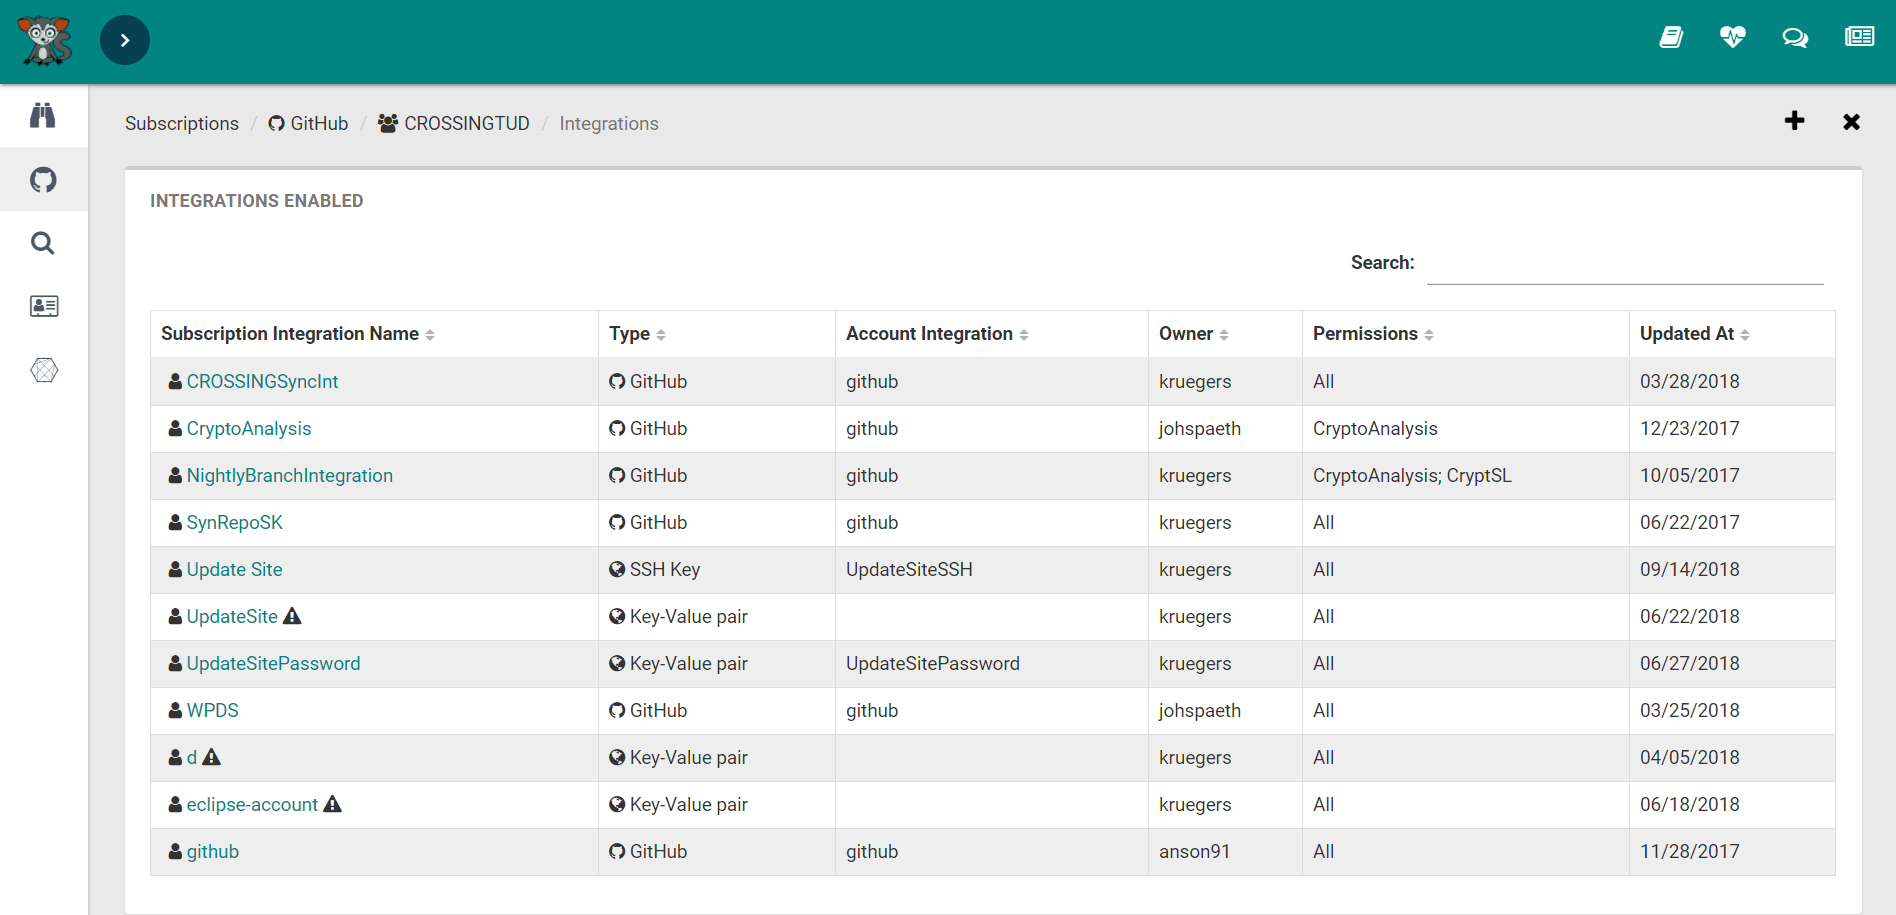 Subscriptions / GitHub / CROSSINGTUD / Integrations
INTEGRATIONS ENABLED
Search:
Subscription Integration Name Type Account Integration Owner Permissions Updated At
CROSSINGSyncInt GitHub github kruegers All 03/28/2018
CryptoAnalysis GitHub github johspaeth CryptoAnalysis 12/23/2017
NightlyBranchIntegration GitHub github kruegers CryptoAnalysis; CryptSL 10/05/2017
SynRepoSK GitHub github kruegers All 06/22/2017
Update Site SSH Key UpdateSiteSSH kruegers All 09/14/2018
UpdateSite Key-Value pair kruegers All 06/22/2018
UpdateSitePassword Key-Value pair UpdateSitePassword kruegers All 06/27/2018
WPDS GitHub github johspaeth All 03/25/2018
d Key-Value pair kruegers All 04/05/2018
eclipse-account Key-Value pair kruegers All 06/18/2018
github GitHub github anson91 All 11/28/2017